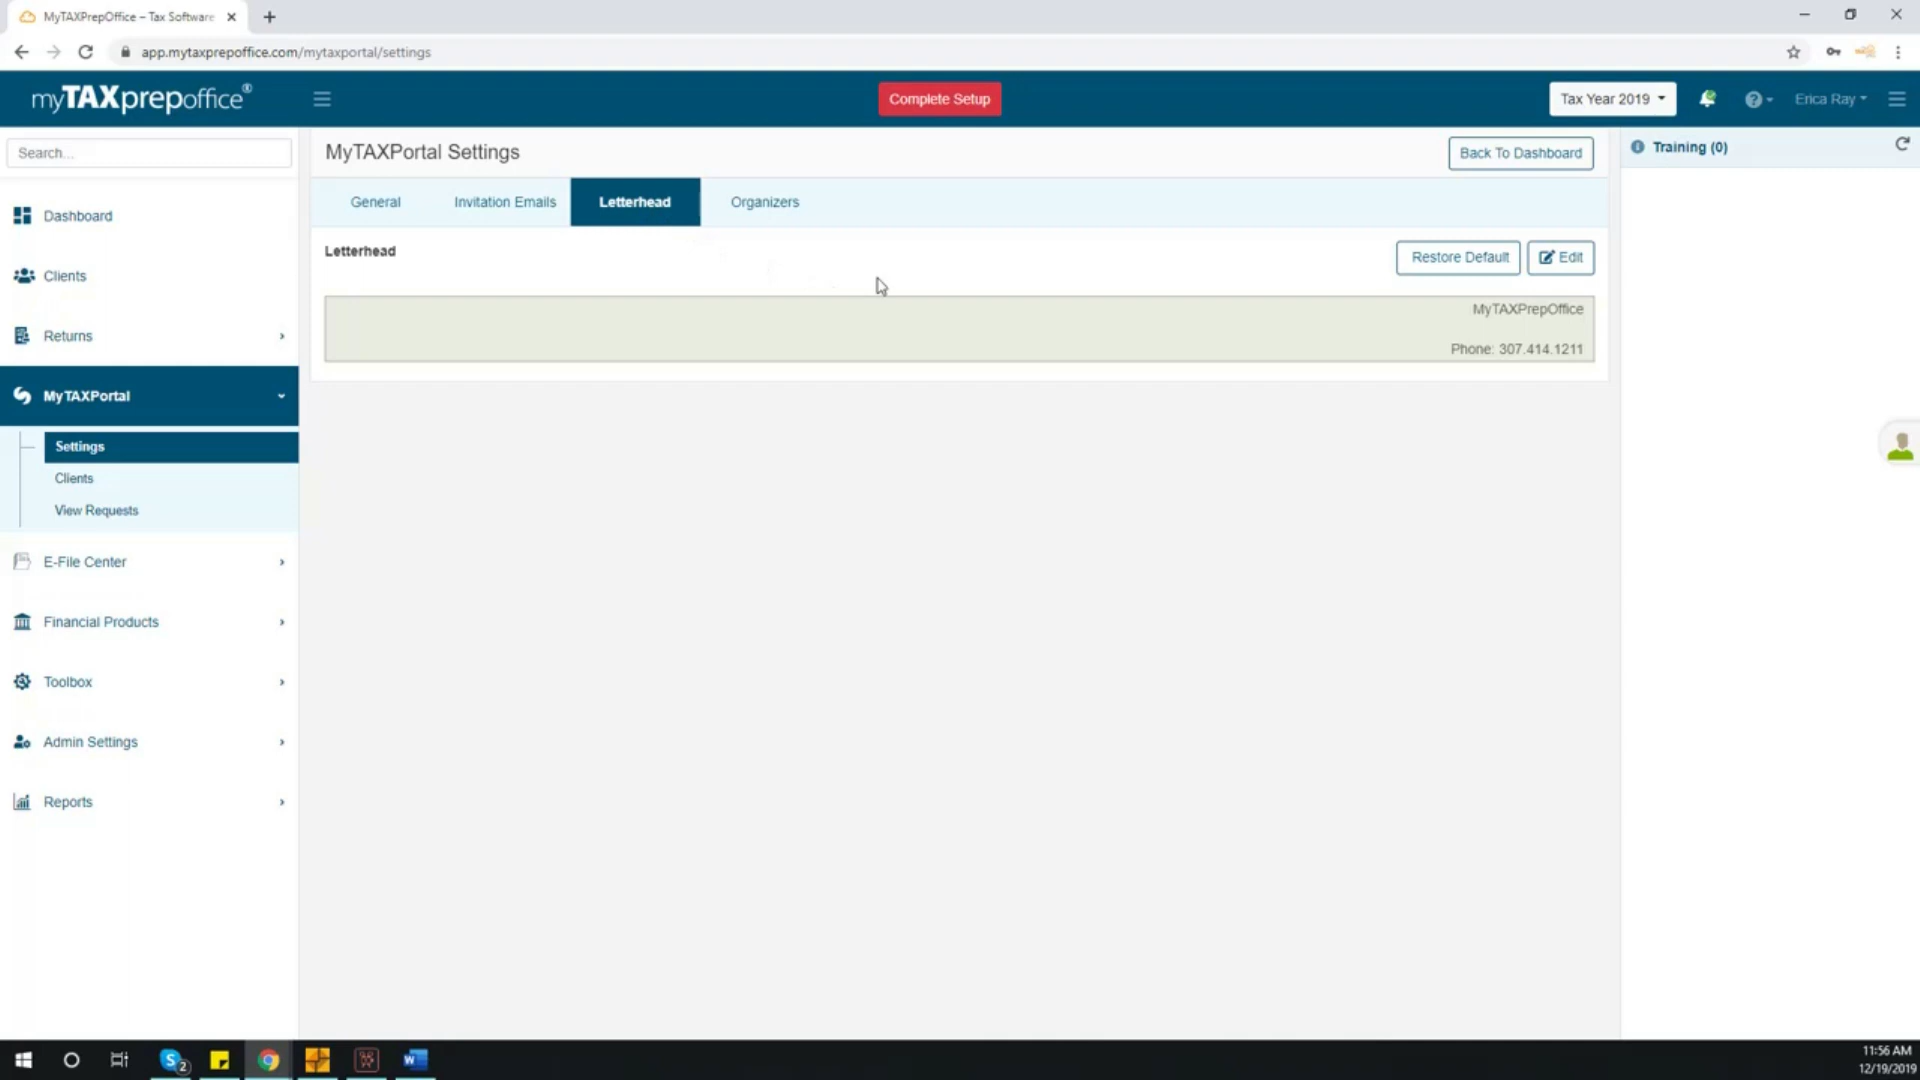 MyTAXPrepOffice – Tax Software
app.mytaxprepoffice.com/mytaxportal/settings
myTAXprepoffice®
Complete Setup
Tax Year 2019
Erica Ray
Search...
MyTAXPortal Settings
Back To Dashboard
Training (0)
General
Invitation Emails
Letterhead
Organizers
Dashboard
Letterhead
Restore Default
Edit
Clients
MyTAXPrepOffice
Returns
Phone: 307.414.1211
MyTAXPortal
Settings
Clients
View Requests
E-File Center
Financial Products
Toolbox
Admin Settings
Reports
S 2
W
11:56 AM
12/19/2019